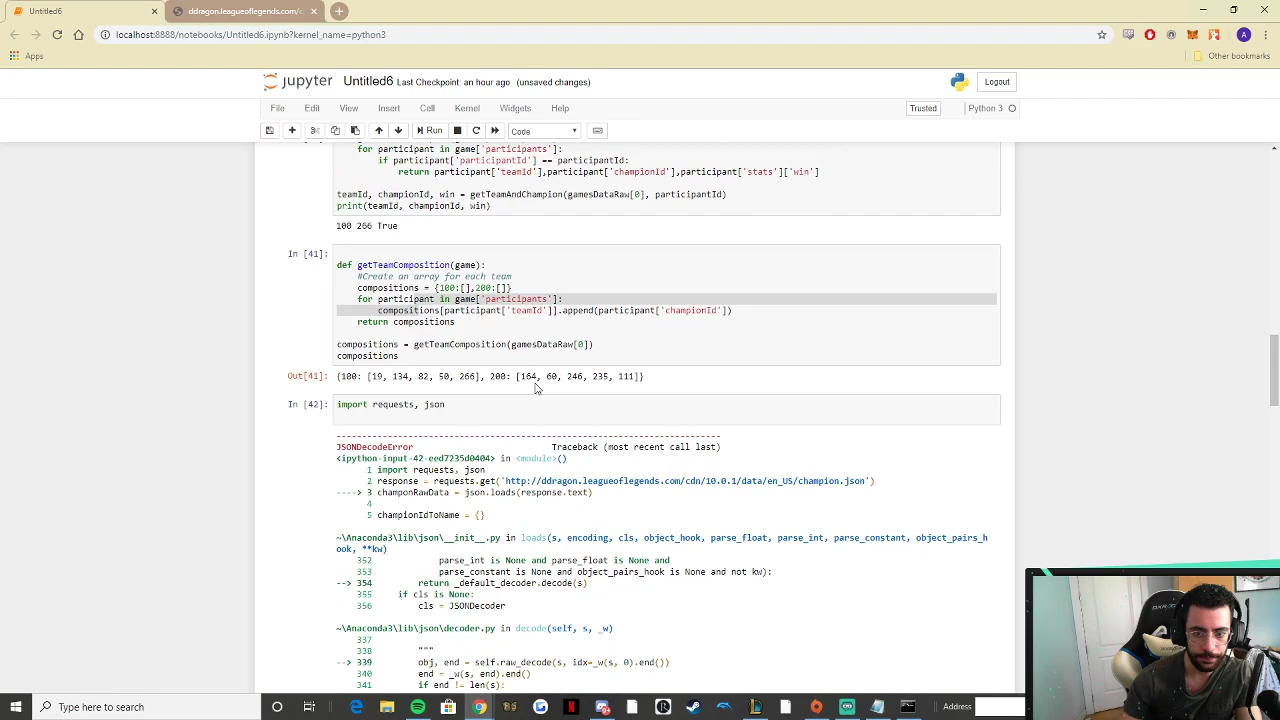 Untitled6
ddragon.leagueoflegends.com/c
localhost:8888/notebooks/Untitled6.ipynb?kernel_name=python3
A
Apps
Other bookmarks
jupyter Untitled6 Last Checkpoint: an hour ago (unsaved changes)
Logout
File Edit View Insert Cell Kernel Widgets Help
Trusted
Python 3
Run
Code
for participant in game['participants']:
if participant['participantId'] == participantId:
return participant['teamId'],participant['championId'],participant['stats']['win']
teamId, championId, win = getTeamAndChampion(gamesDataRaw[0], participantId)
print(teamId, championId, win)
100 266 True
In [41]:
def getTeamComposition(game):
#Create an array for each team
compositions = {100:[],200:[]}
for participant in game['participants']:
compositions[participant['teamId']].append(participant['championId'])
return compositions
compositions = getTeamComposition(gamesDataRaw[0])
compositions
Out[41]: {100: [19, 134, 82, 50, 266], 200: [164, 60, 246, 235, 111]}
In [42]: import requests, json
---------------------------------------------------------------------------
JSONDecodeError Traceback (most recent call last)
<ipython-input-42-eed7235d0404> in <module>()
1 import requests, json
2 response = requests.get('http://ddragon.leagueoflegends.com/cdn/10.0.1/data/en_US/champion.json')
----> 3 champonRawData = json.loads(response.text)
4
5 championIdToName = {}
~\Anaconda3\lib\json\__init__.py in loads(s, encoding, cls, object_hook, parse_float, parse_int, parse_constant, object_pairs_h
ook, **kw)
352 parse_int is None and parse_float is None and
353 parse_constant is None and object_pairs_hook is None and not kw):
--> 354 return _default_decoder.decode(s)
355 if cls is None:
356 cls = JSONDecoder
~\Anaconda3\lib\json\decoder.py in decode(self, s, _w)
337
338 """
--> 339 obj, end = self.raw_decode(s, idx=_w(s, 0).end())
340 end = _w(s, end).end()
341 if end != len(s):
DXRACER
Type here to search
Address